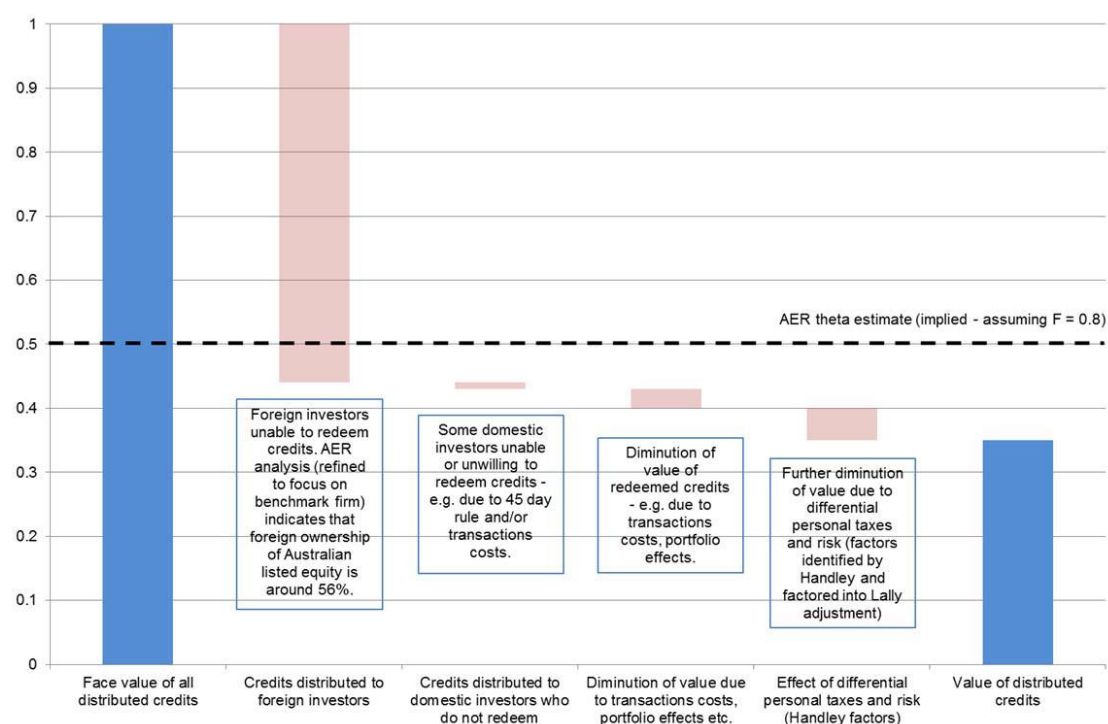 1
0.9
0.8
0.7
0.6
0.5
0.4
0.3
0.2
0.1
0
AER theta estimate (implied - assuming F = 0.8)
Foreign investors
unable to redeem
credits. AER
analysis (refined
to focus on
benchmark firm)
indicates that
foreign ownership
of Australian
listed equity is
around 56%.
Some domestic
investors unable
or unwilling to
redeem credits -
e.g. due to 45 day
rule and/or
transactions
costs.
Diminution of
value of
redeemed credits
- e.g. due to
transactions
costs, portfolio
effects.
Further diminution
of value due to
differential
personal taxes
and risk (factors
identified by
Handley and
factored into Lally
adjustment)
Face value of all
distributed credits
Credits distributed to
foreign investors
Credits distributed to
domestic investors who
do not redeem
Diminution of value due
to transactions costs,
portfolio effects etc.
Effect of differential
personal taxes and risk
(Handley factors)
Value of distributed
credits